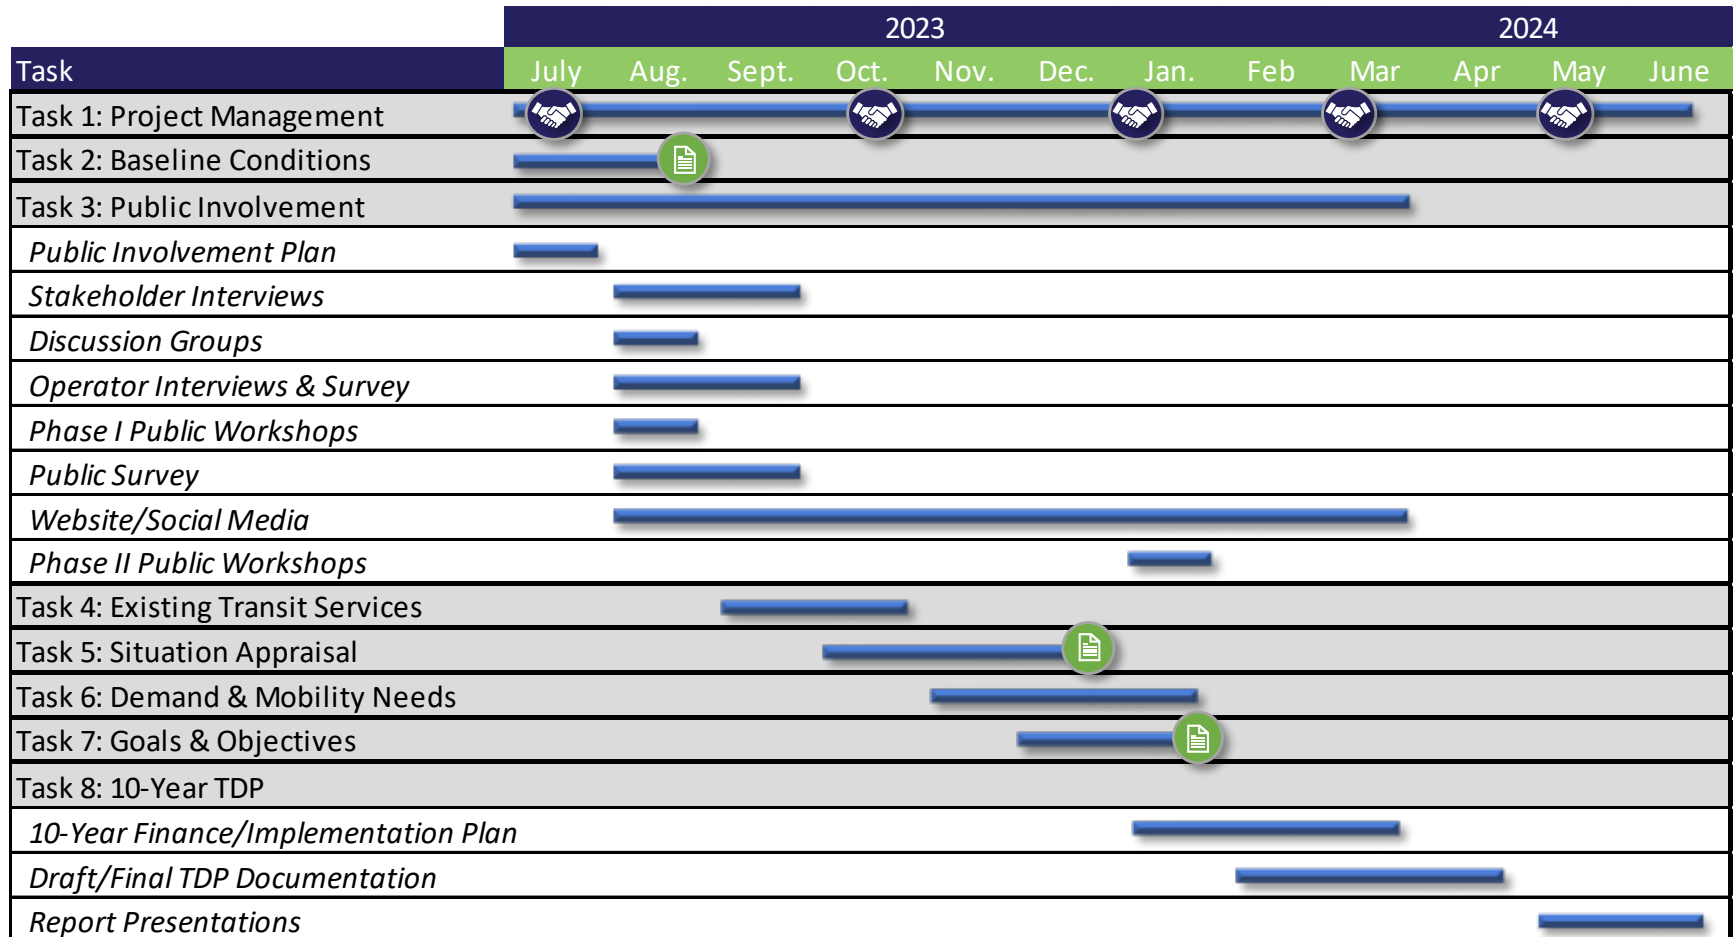 2023 2024
Task July Aug. Sept. Oct. Nov. Dec. Jan. Feb Mar Apr May June
Task 1: Project Management
Task 2: Baseline Conditions
Task 3: Public Involvement
Public Involvement Plan
Stakeholder Interviews
Discussion Groups
Operator Interviews & Survey
Phase I Public Workshops
Public Survey
Website/Social Media
Phase II Public Workshops
Task 4: Existing Transit Services
Task 5: Situation Appraisal
Task 6: Demand & Mobility Needs
Task 7: Goals & Objectives
Task 8: 10-Year TDP
10-Year Finance/Implementation Plan
Draft/Final TDP Documentation
Report Presentations